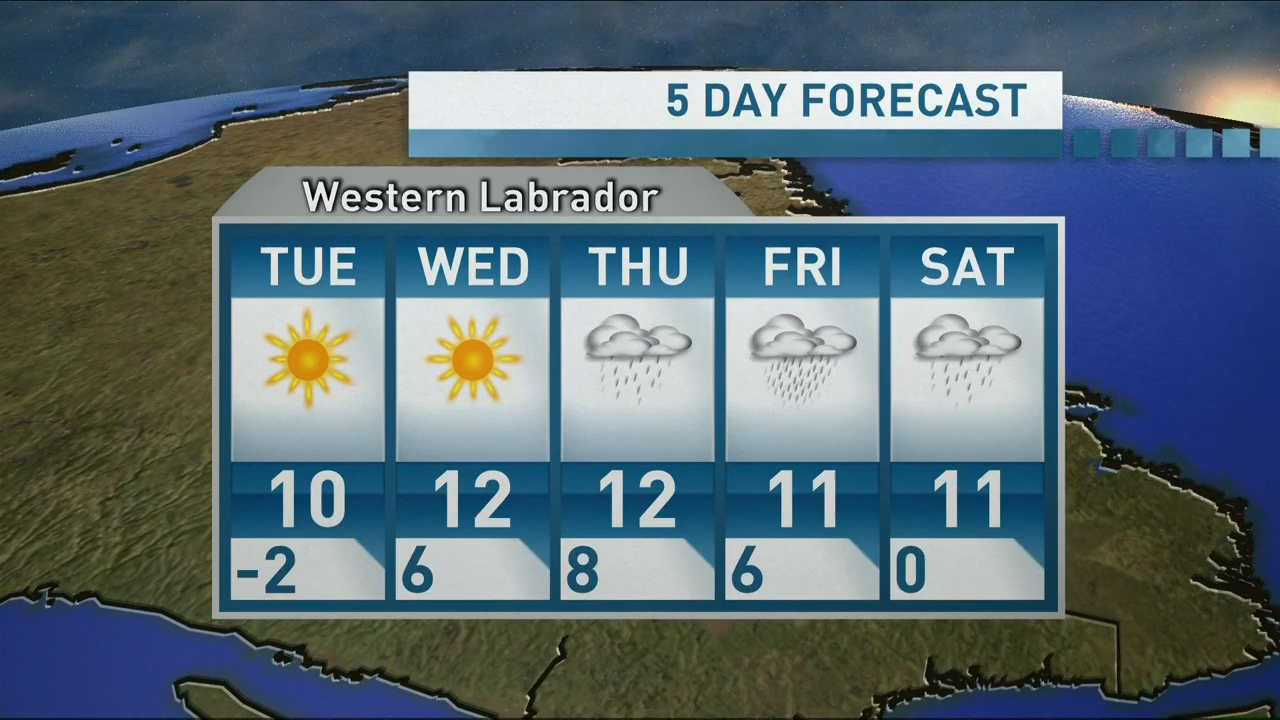 5 DAY FORECAST
Western Labrador
TUE WED THU FRI SAT
10 12 12 11 11
-2 6 8 6 0